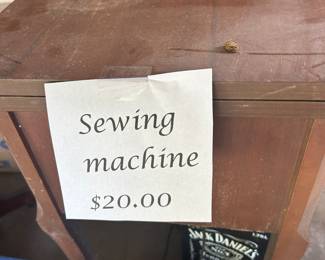 Sewing
machine
$20.00
JACK DANIEL'S